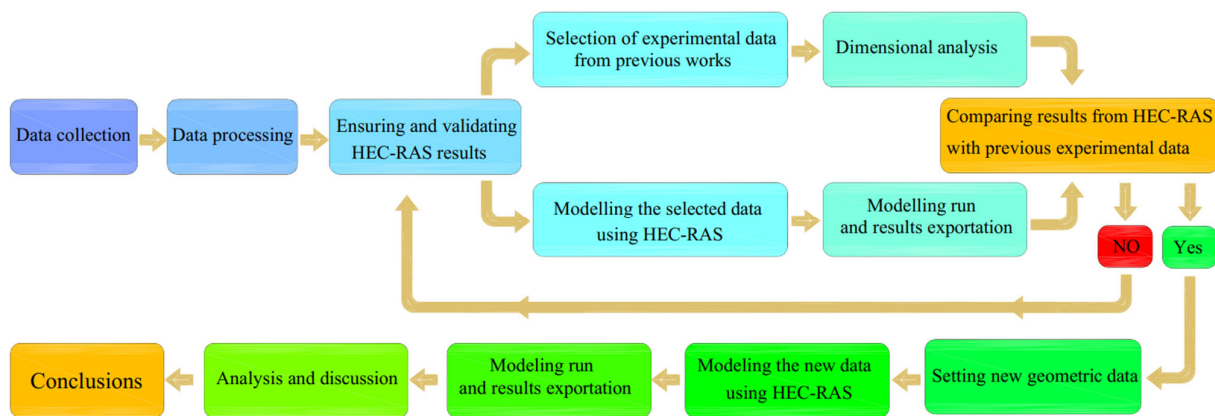 Data collection
Data processing
Ensuring and validating
HEC-RAS results
Selection of experimental data
from previous works
Dimensional analysis
Modelling the selected data
using HEC-RAS
Modelling run
and results exportation
Comparing results from HEC-RAS
with previous experimental data
NO
Yes
Setting new geometric data
Modeling the new data
using HEC-RAS
Modeling run
and results exportation
Analysis and discussion
Conclusions